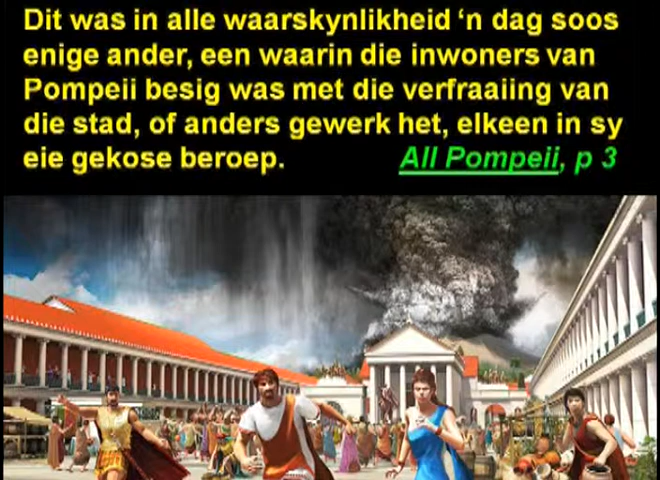 Dit was in alle waarskynlikheid ‘n dag soos
enige ander, een waarin die inwoners van
Pompeii besig was met die verfraaiing van
die stad, of anders gewerk het, elkeen in sy
eie gekose beroep. All Pompeii, p 3